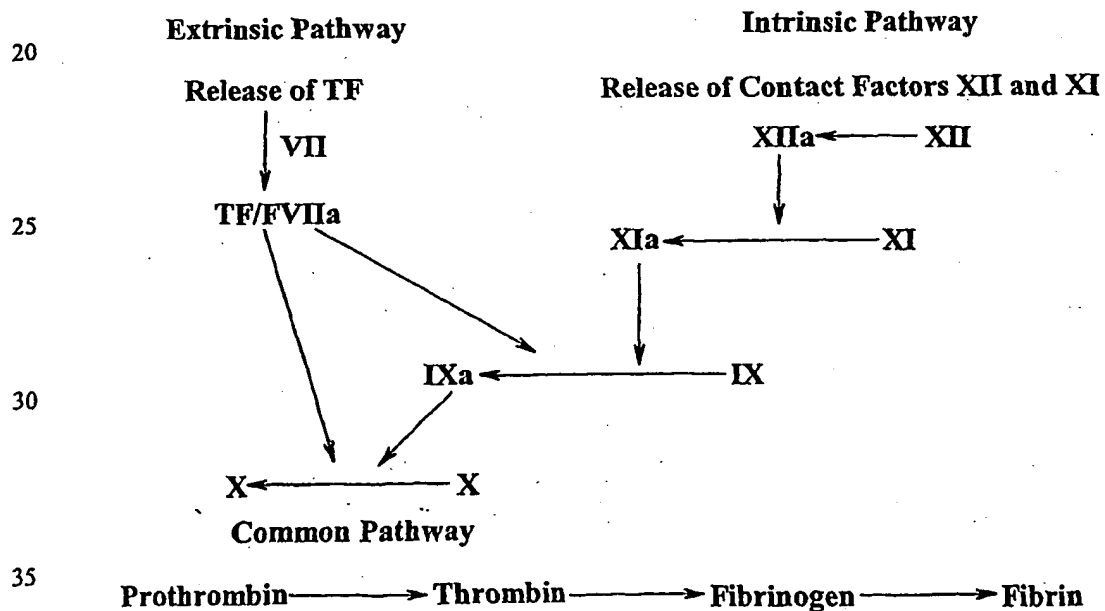 Extrinsic Pathway Intrinsic Pathway
20
Release of TF Release of Contact Factors XII and XI
VII XIIa XII
25 TF/FVIIa
XIa XI
IXa IX
30
X X
Common Pathway
35
Prothrombin Thrombin Fibrinogen Fibrin